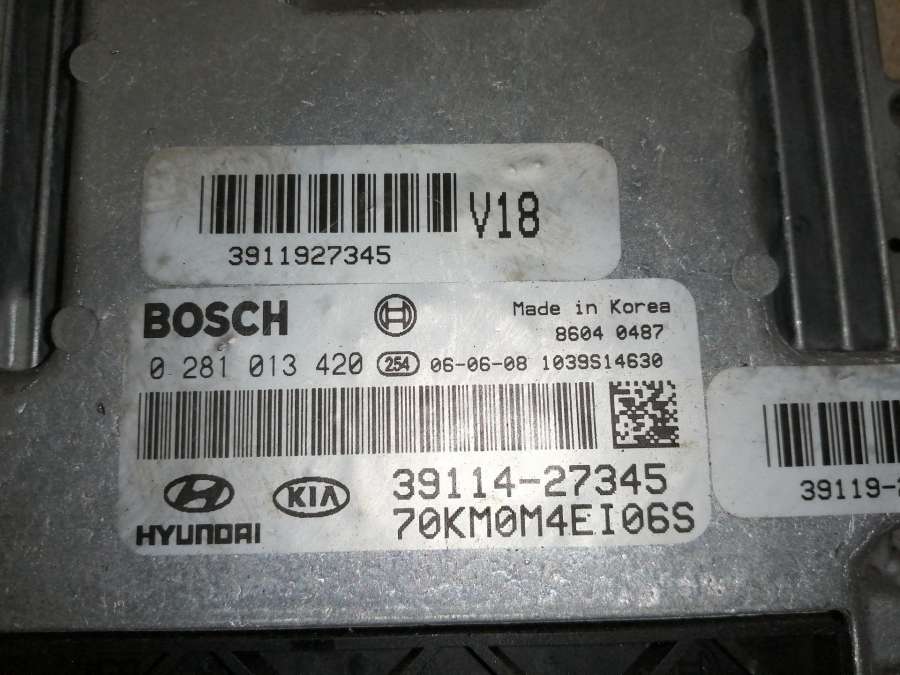 V18
3911927345
BOSCH
Made in Korea
8604 0487
0 281 013 420 254 06-06-08 1039S14630
39114-27345
70KM0M4EI06S
HYUNDAI
KIA
39119-